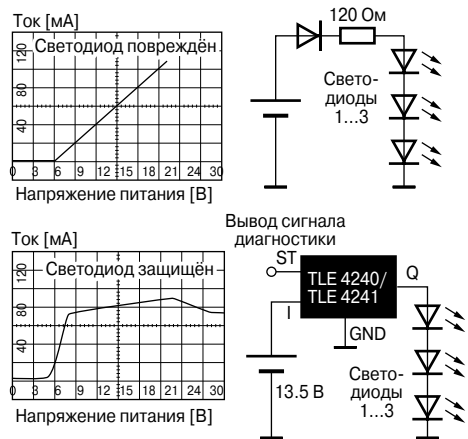 Ток [мА]
Светодиод повреждён
120
80
40
0 3 6 9 12 15 18 21 24 30
Напряжение питания [В]
120 Ом
Свето-
диоды
1...3
Ток [мА]
Светодиод защищён
120
80
40
0 3 6 9 12 15 18 21 24 30
Напряжение питания [В]
Вывод сигнала
диагностики
ST
TLE 4240/
TLE 4241
Q
I
GND
13.5 В
Свето-
диоды
1...3